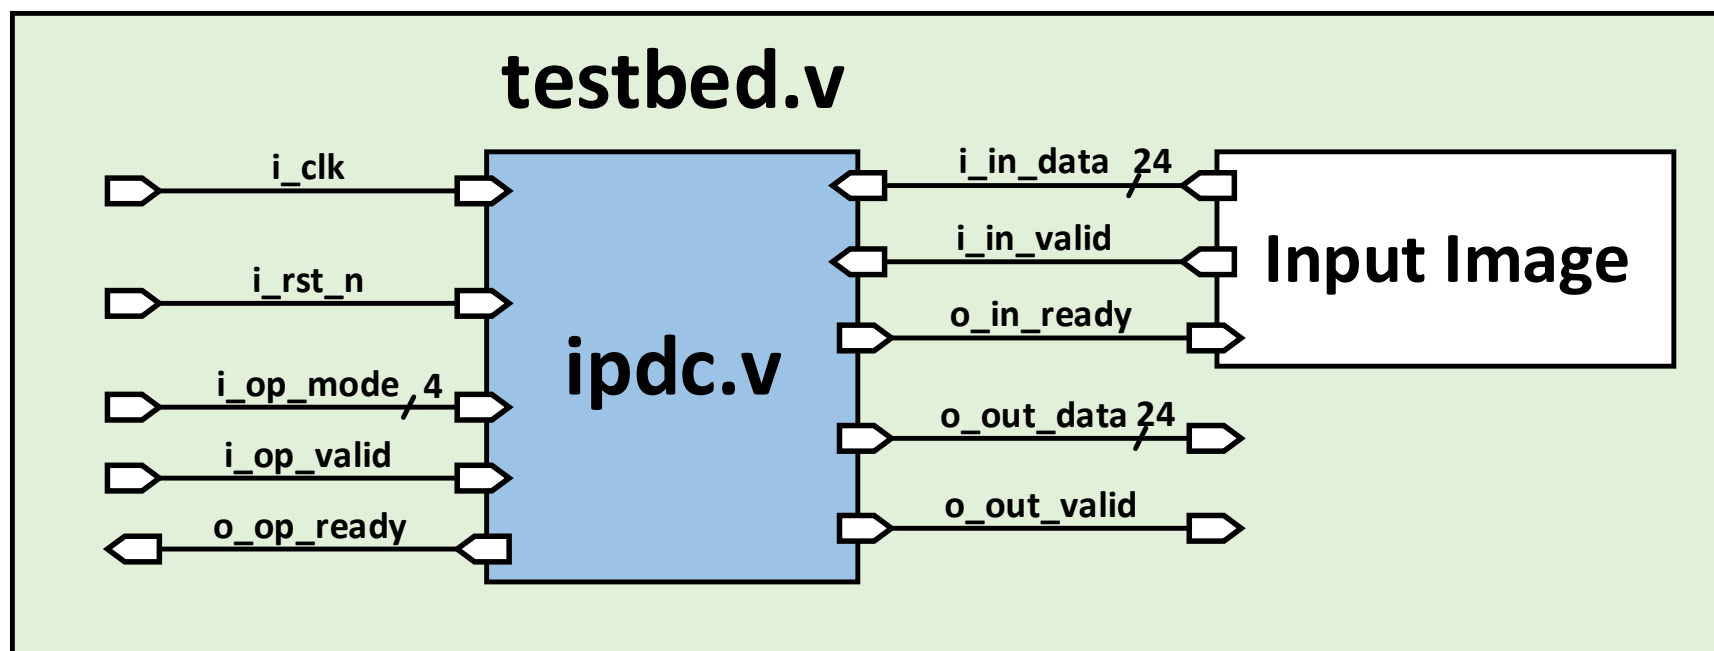 testbed.v
i_clk
i_rst_n
i_op_mode 4
i_op_valid
o_op_ready
ipdc.v
i_in_data 24
i_in_valid
o_in_ready
o_out_data 24
o_out_valid
Input Image